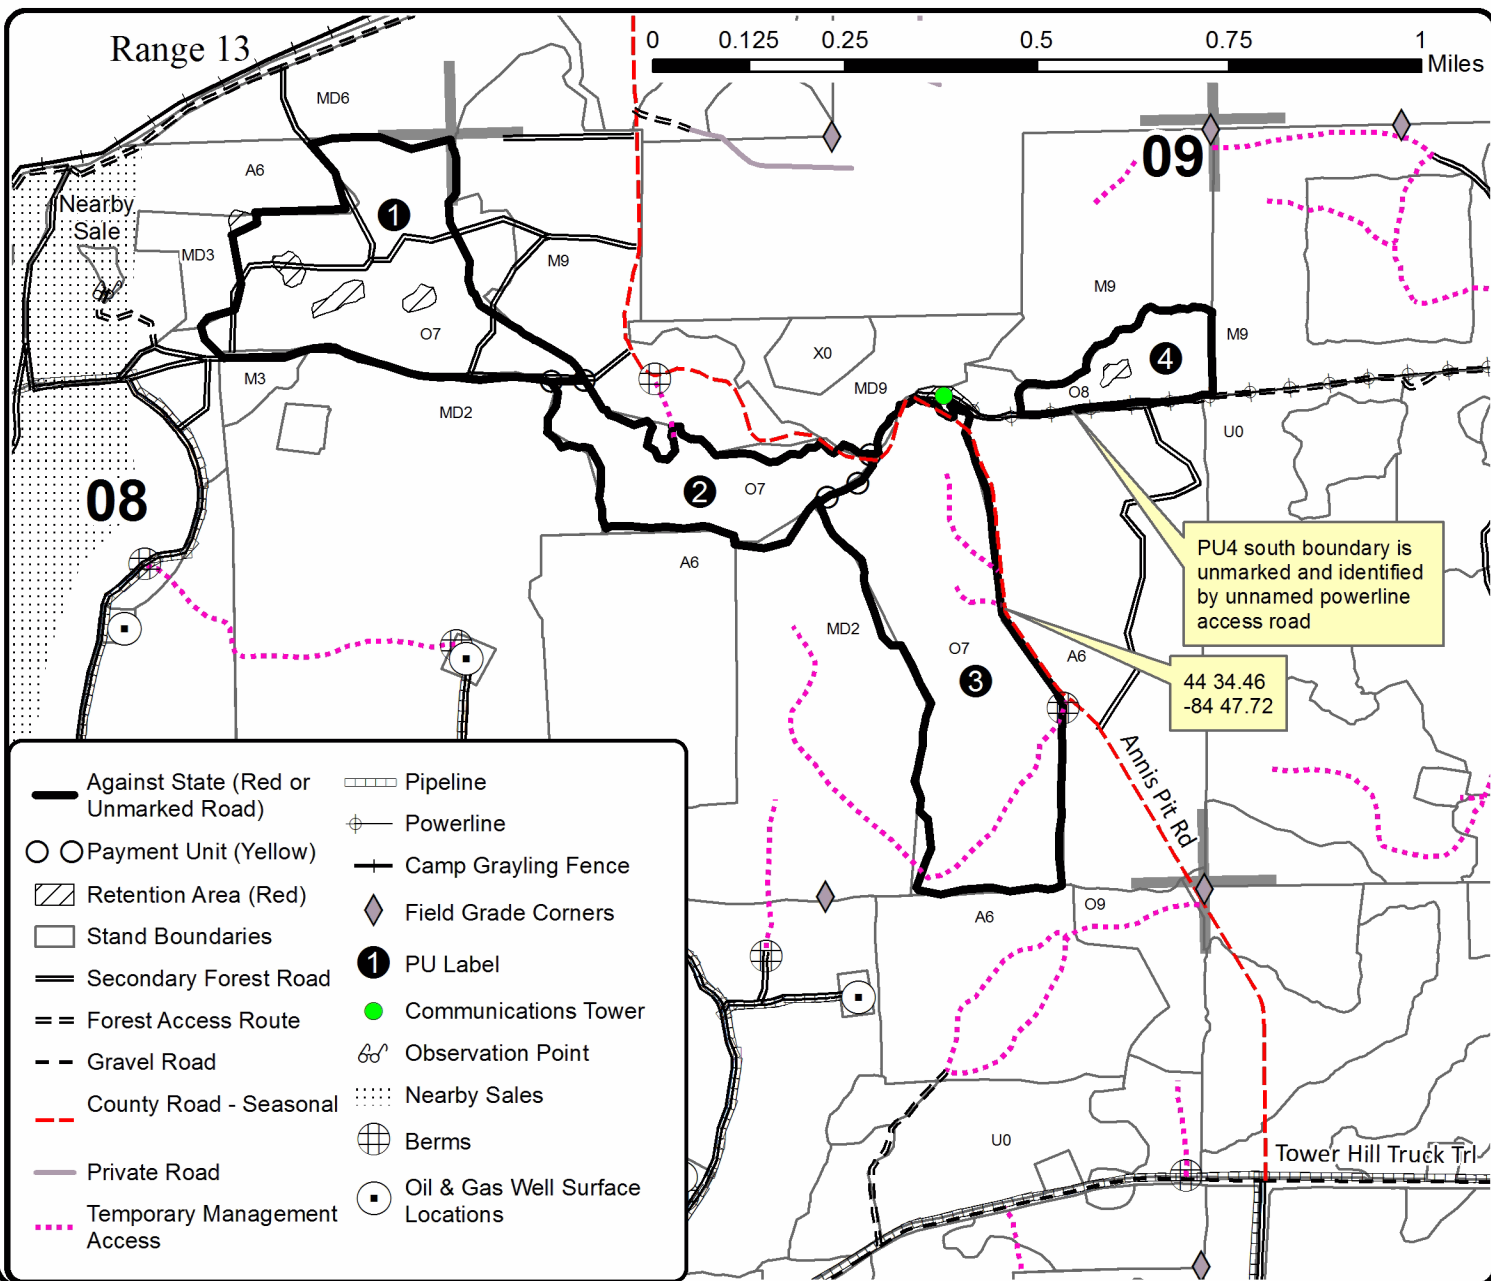 Range 13
0 0.125 0.25 0.5 0.75 1
Miles
MD6
09
A6
Nearby
Sale
1
MD3
M9
M9
O7
X0
M9
4
M3
MD9
O8
MD2
U0
08
2
O7
PU4 south boundary is
unmarked and identified
by unnamed powerline
access road
A6
MD2
O7
A6
3
44 34.46
-84 47.72
Annis Pit Rd
A6
O9
U0
Tower Hill Truck Trl
Against State (Red or
Unmarked Road)
Payment Unit (Yellow)
Retention Area (Red)
Stand Boundaries
Secondary Forest Road
Forest Access Route
Gravel Road
County Road - Seasonal
Private Road
Temporary Management
Access
Pipeline
Powerline
Camp Grayling Fence
Field Grade Corners
1 PU Label
Communications Tower
Observation Point
Nearby Sales
Berms
Oil & Gas Well Surface
Locations